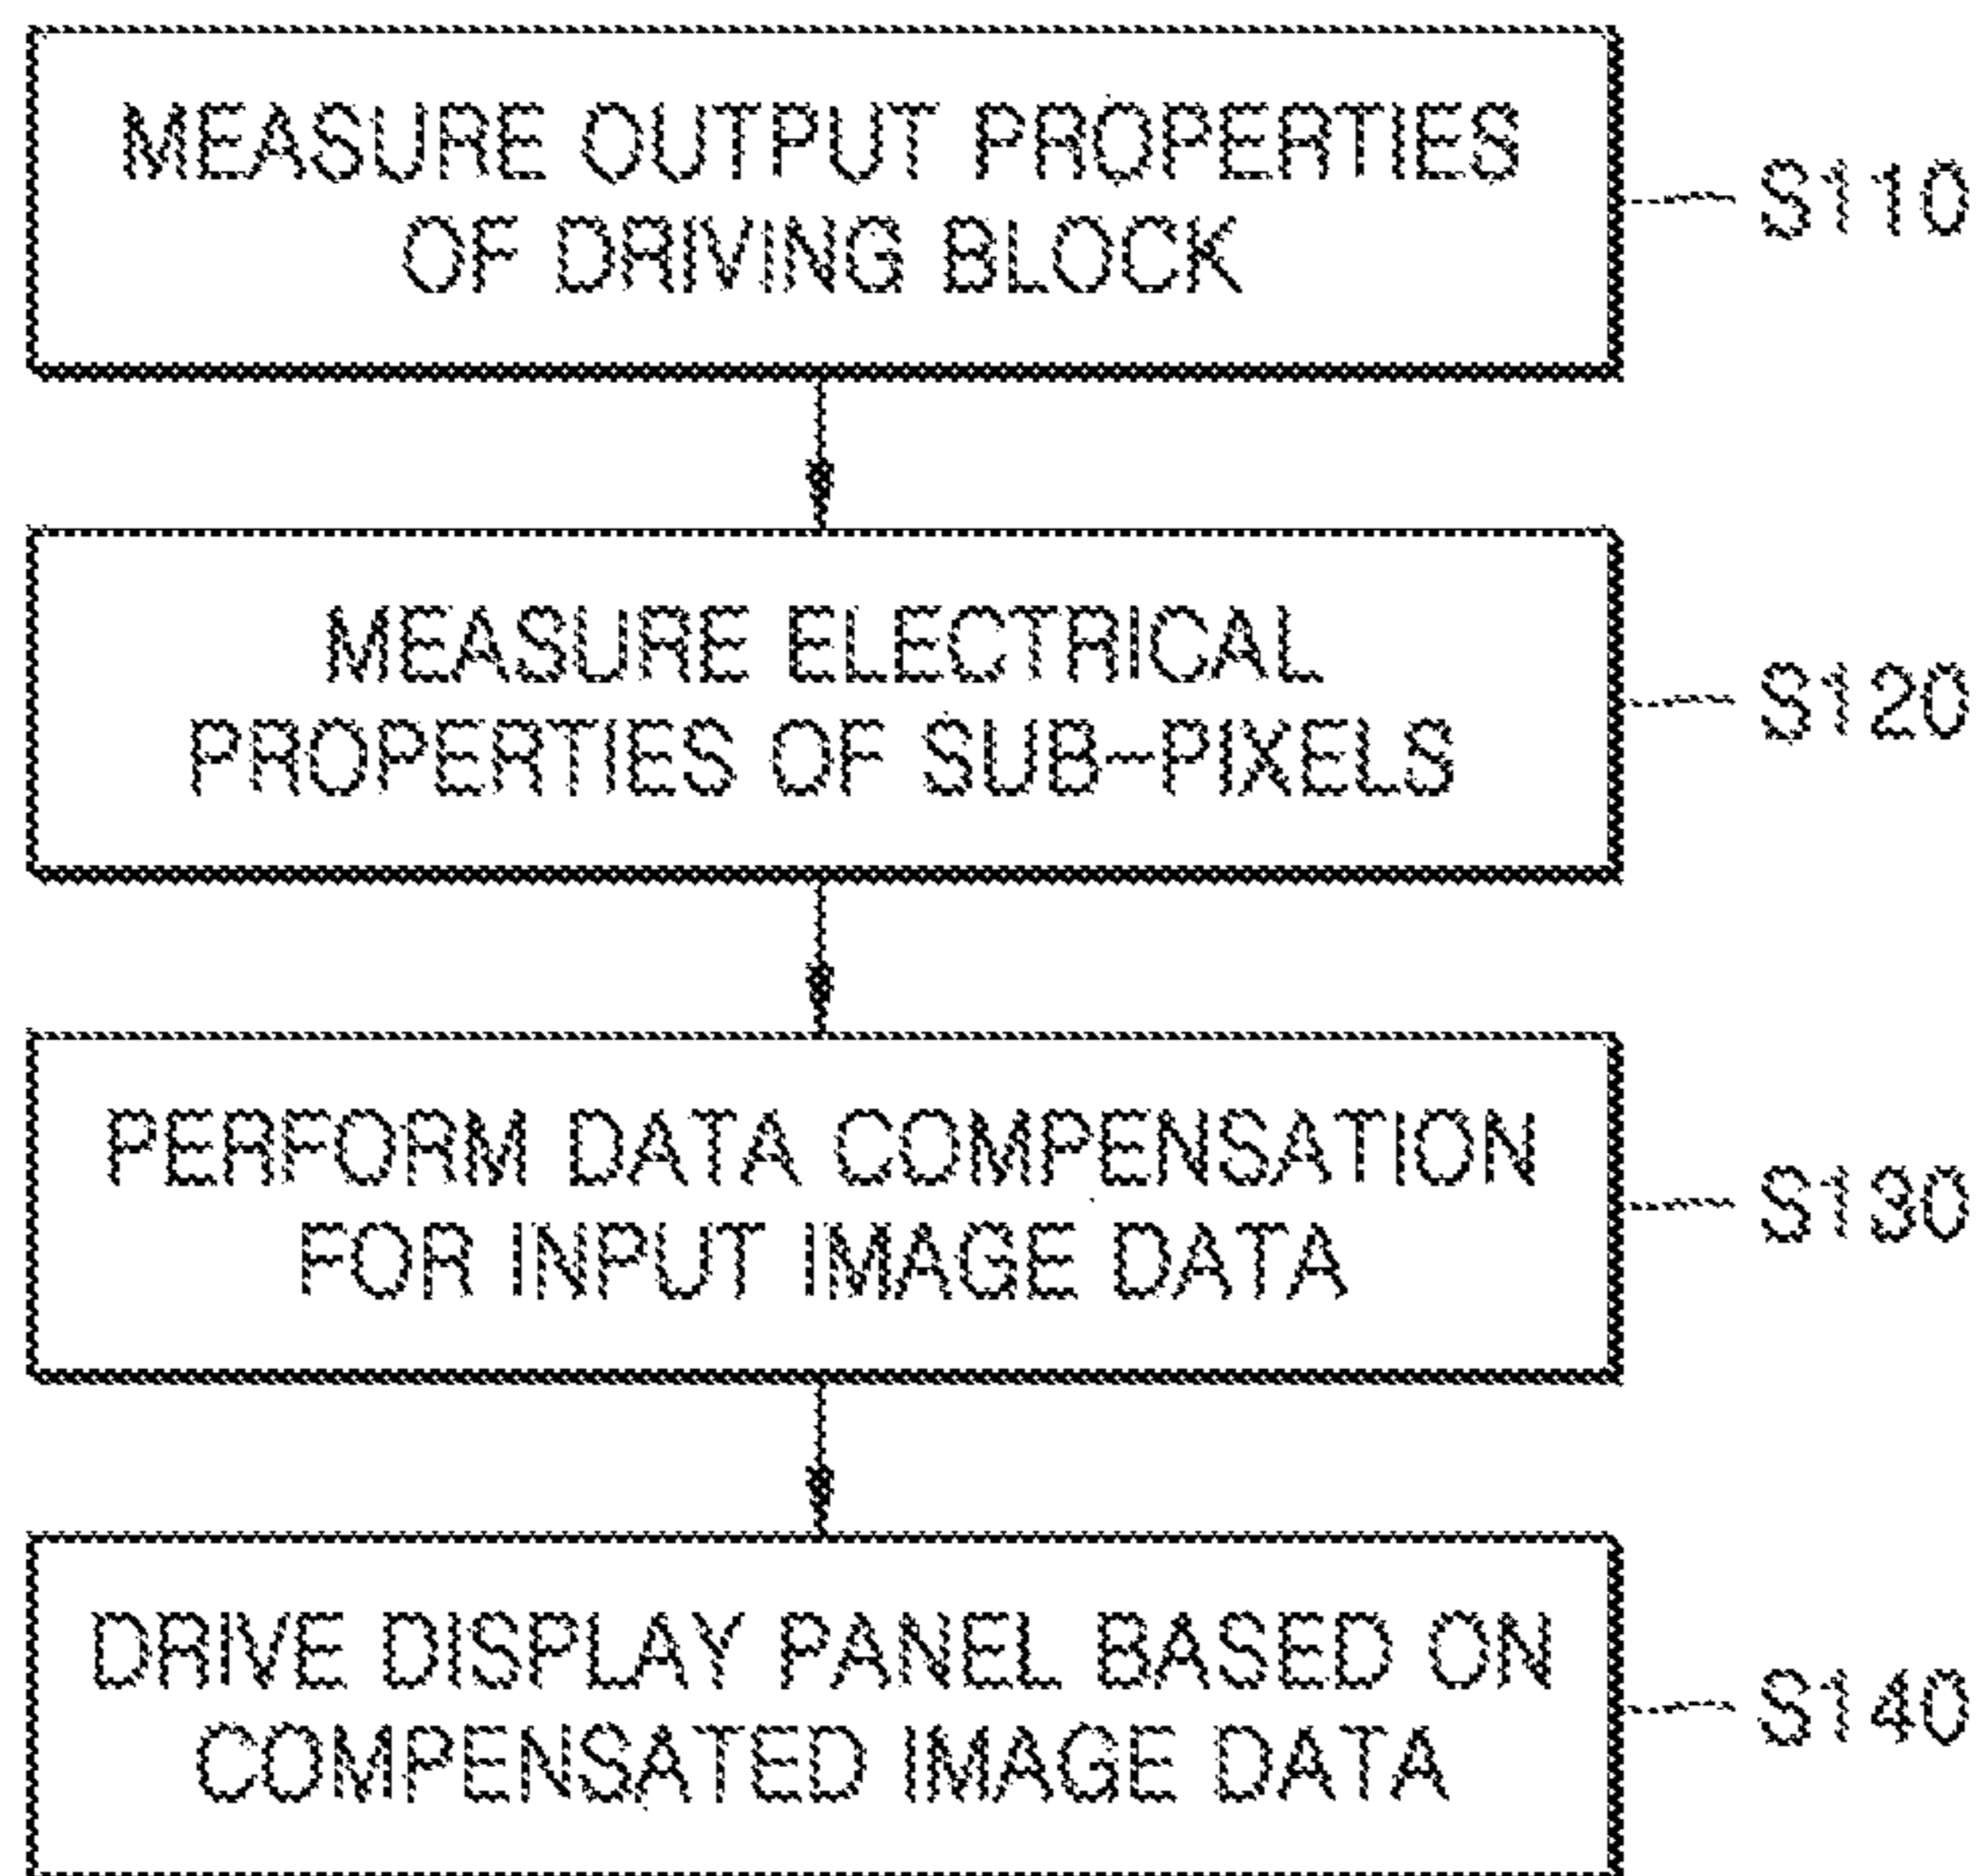 MEASURE OUTPUT PROPERTIES
OF DRIVING BLOCK
S110
MEASURE ELECTRICAL
PROPERTIES OF SUB-PIXELS
S120
PERFORM DATA COMPENSATION
FOR INPUT IMAGE DATA
S130
DRIVE DISPLAY PANEL BASED ON
COMPENSATED IMAGE DATA
S140